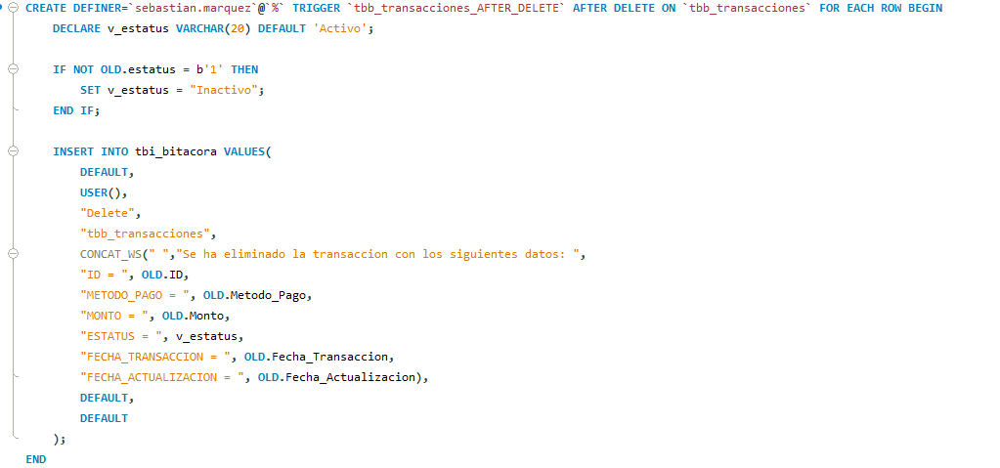 CREATE DEFINER=`sebastian.marquez`@`%` TRIGGER `tbb_transacciones_AFTER_DELETE` AFTER DELETE ON `tbb_transacciones` FOR EACH ROW BEGIN
DECLARE v_estatus VARCHAR(20) DEFAULT 'Activo';
IF NOT OLD.estatus = b'1' THEN
SET v_estatus = "Inactivo";
END IF;
INSERT INTO tbi_bitacora VALUES(
DEFAULT,
USER(),
"Delete",
"tbb_transacciones",
CONCAT_WS(" ","Se ha eliminado la transaccion con los siguientes datos: ",
"ID = ", OLD.ID,
"METODO_PAGO = ", OLD.Metodo_Pago,
"MONTO = ", OLD.Monto,
"ESTATUS = ", v_estatus,
"FECHA_TRANSACCION = ", OLD.Fecha_Transaccion,
"FECHA_ACTUALIZACION = ", OLD.Fecha_Actualizacion),
DEFAULT,
DEFAULT
);
END